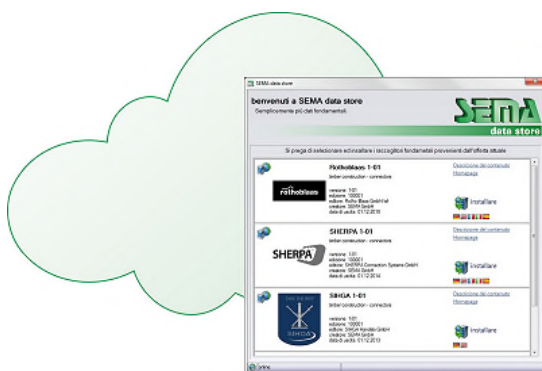 SEMA data store
benvenuti a SEMA data store
Semplicemente più dati fondamentali.
SEMA
data store
Si prega di selezionare ed installare i raccoglitori fondamentali provenienti dall'offerta attuale
Rothoblaas 1-01
timber construction - connectors
Descrizione del contenuto
Homepage
rothoblaas
versione: 1-01
edizione: 100001
editore: Rotho Blaas GmbH/srl
creatore: SEMA GmbH
data di uscita: 01.12.2015
installare
SHERPA 1-01
timber construction - connectors
Descrizione del contenuto
Homepage
SHERPA
versione: 1-01
edizione: 100001
editore: SHERPA Connection Systems GmbH
creatore: SEMA GmbH
data di uscita: 01.12.2014
installare
SIHGA 1-01
timber construction - connectors
Descrizione del contenuto
Homepage
SIHGA
versione: 1-01
edizione: 100001
editore: SIHGA Handels GmbH
creatore: SEMA GmbH
data di uscita: 01.12.2013
installare
online